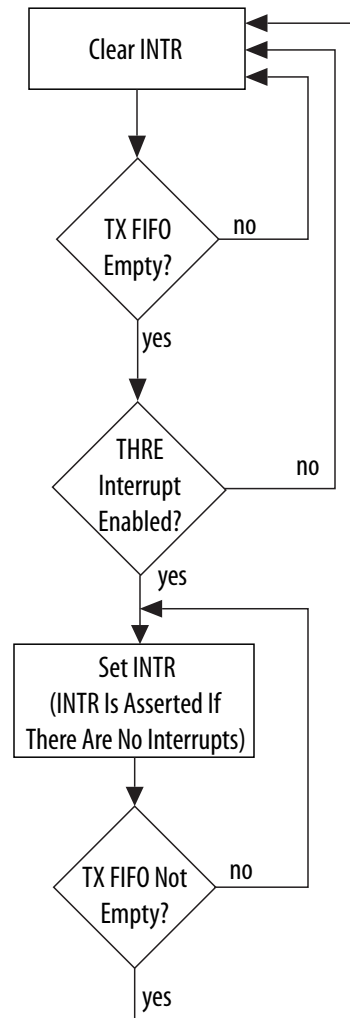 Clear INTR
TX FIFO
Empty?
no
yes
THRE
Interrupt
Enabled?
no
yes
Set INTR
(INTR Is Asserted If
There Are No Interrupts)
TX FIFO Not
Empty?
no
yes